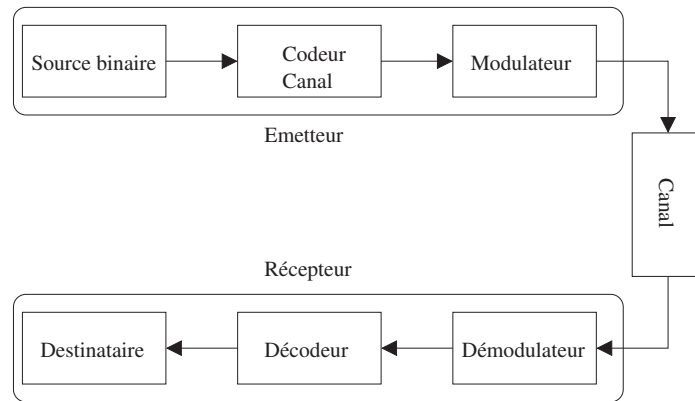 Source binaire
Codeur
Canal
Modulateur
Emetteur
Canal
Récepteur
Destinataire
Décodeur
Démodulateur